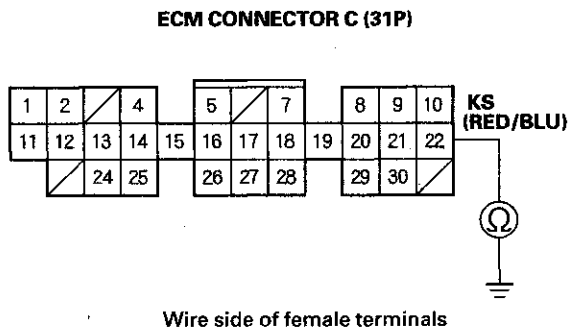 ECM CONNECTOR C (31P)
1 2 4 5 7 8 9 10 KS
(RED/BLU)
11 12 13 14 15 16 17 18 19 20 21 22
24 25 26 27 28 29 30
Ω
Wire side of female terminals